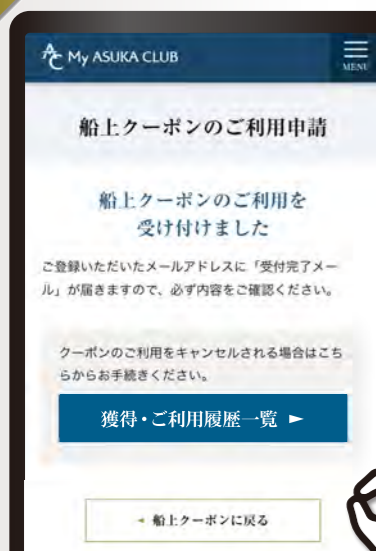 AC My ASUKA CLUB
MENU
船上クーポンのご利用申請
船上クーポンのご利用を
受け付けました
ご登録いただいたメールアドレスに「受付完了メー
ル」が届きますので、必ず内容をご確認ください。
クーポンのご利用をキャンセルされる場合はこち
らからお手続きください。
獲得・ご利用履歴一覧 ►
◄ 船上クーポンに戻る